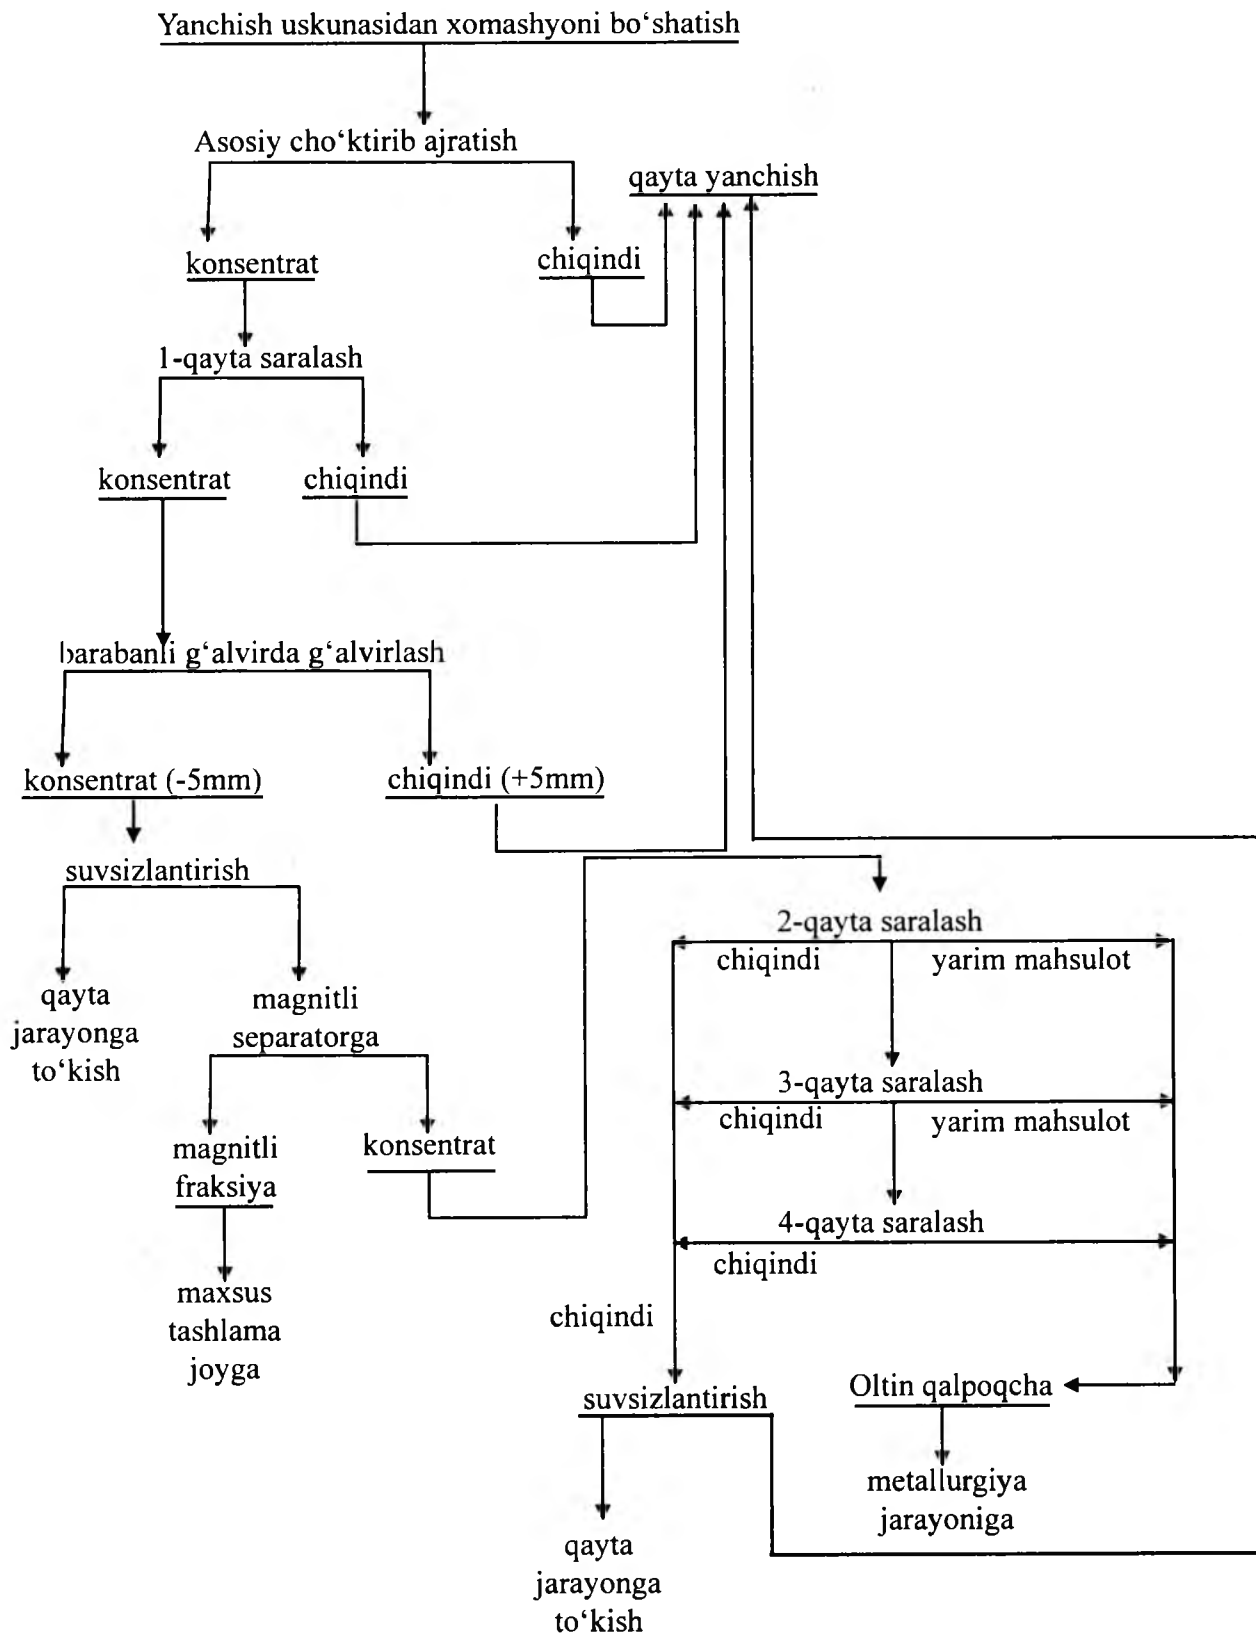 Yanchish uskunasidan xomashyoni bo‘shatish
Asosiy cho‘ktirib ajratish
qayta yanchish
konsentrat
chiqindi
1-qayta saralash
konsentrat
chiqindi
barabanli g‘alvirda g‘alvirlash
konsentrat (-5mm)
chiqindi (+5mm)
suvsizlantirish
qayta
jarayonga
to‘kish
magnitli
separatorga
magnitli
fraksiya
konsentrat
maxsus
tashlama
joyga
2-qayta saralash
chiqindi
yarim mahsulot
3-qayta saralash
chiqindi
yarim mahsulot
4-qayta saralash
chiqindi
chiqindi
suvsizlantirish
Oltin qalpoqcha
metallurgiya
jarayoniga
qayta
jarayonga
to‘kish